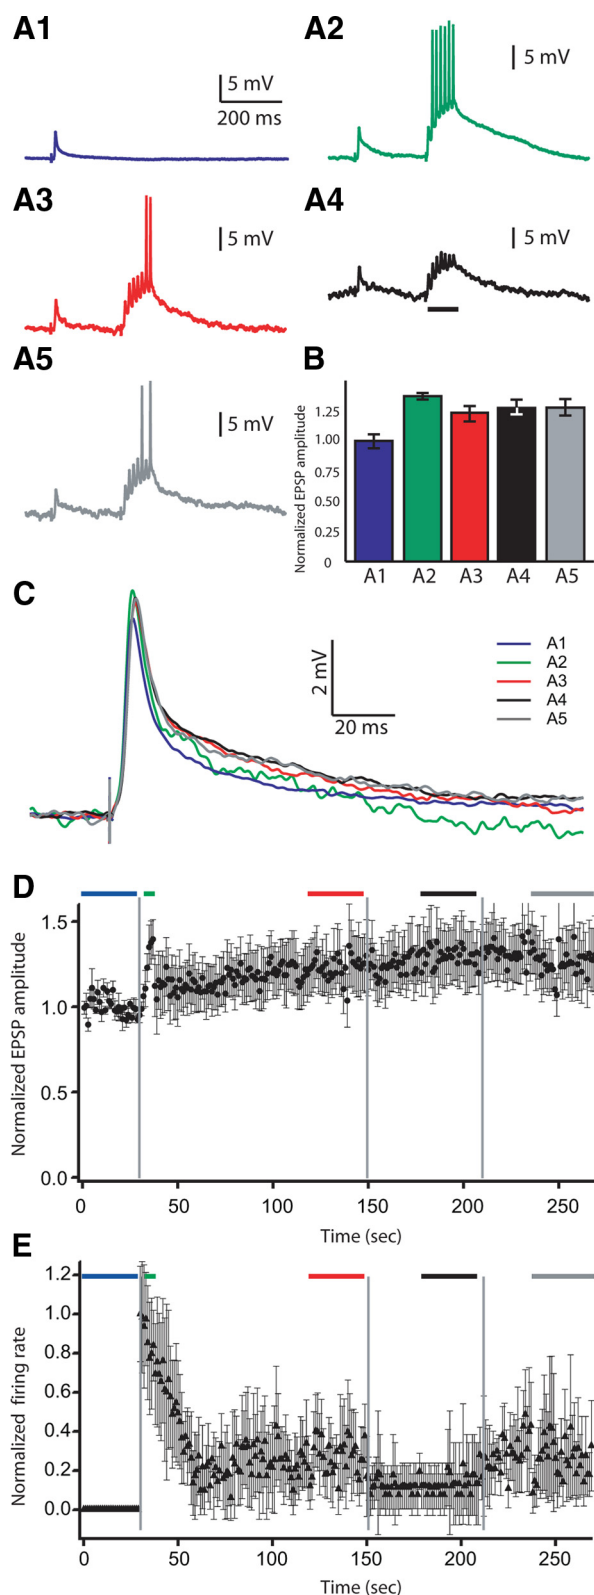 A1
A2
5 mV
200 ms
5 mV
A3
A4
5 mV
5 mV
A5
B
5 mV
Normalized EPSP amplitude
1.25
1.00
0.75
0.50
0.25
0
A1 A2 A3 A4 A5
C
2 mV
20 ms
A1
A2
A3
A4
A5
D
Normalized EPSP amplitude
1.5
1.0
0.5
0.0
0 50 100 150 200 250
Time (sec)
E
Normalized firing rate
1.2
1.0
0.8
0.6
0.4
0.2
0.0
0 50 100 150 200 250
Time (sec)